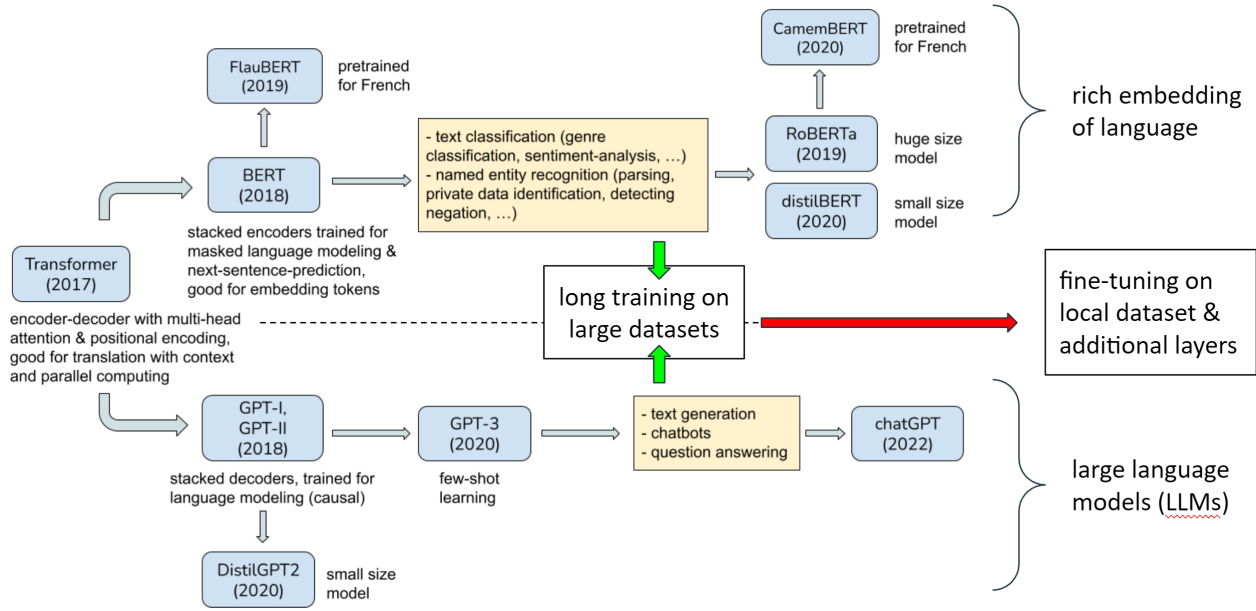 CamemBERT
(2020)
pretrained
for French
FlauBERT
(2019)
pretrained
for French
rich embedding
of language
- text classification (genre
classification, sentiment-analysis, …)
- named entity recognition (parsing,
private data identification, detecting
negation, …)
RoBERTa
(2019)
huge size
model
BERT
(2018)
distilBERT
(2020)
small size
model
stacked encoders trained for
masked language modeling &
next-sentence-prediction,
good for embedding tokens
Transformer
(2017)
long training on
large datasets
fine-tuning on
local dataset &
additional layers
encoder-decoder with multi-head
attention & positional encoding,
good for translation with context
and parallel computing
GPT-I,
GPT-II
(2018)
GPT-3
(2020)
- text generation
- chatbots
- question answering
chatGPT
(2022)
stacked decoders, trained for
language modeling (causal)
few-shot
learning
large language
models (LLMs)
DistilGPT2
(2020)
small size
model